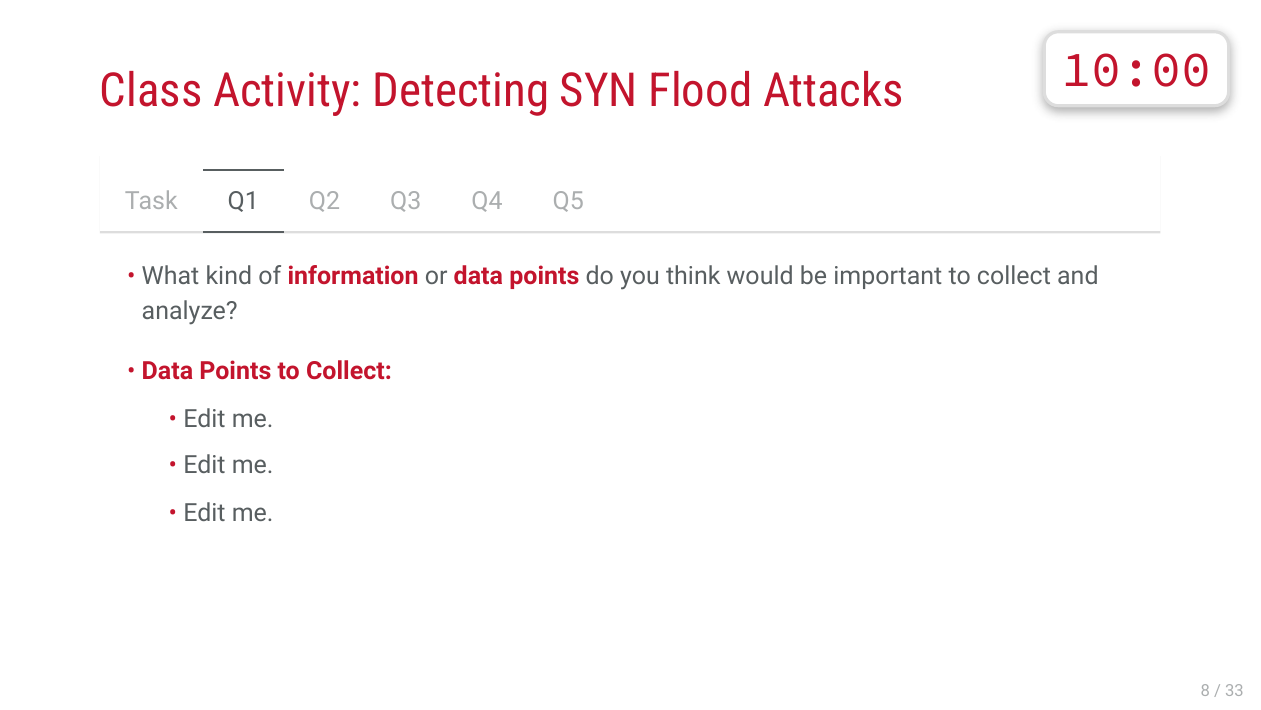 Class Activity: Detecting SYN Flood Attacks
10:00
Task Q1 Q2 Q3 Q4 Q5
• What kind of information or data points do you think would be important to collect and
analyze?
• Data Points to Collect:
• Edit me.
• Edit me.
• Edit me.
8 / 33